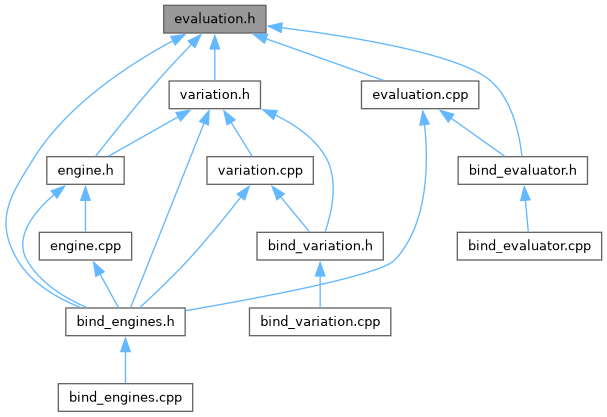 evaluation.h
variation.h
evaluation.cpp
engine.h
variation.cpp
bind_evaluator.h
engine.cpp
bind_variation.h
bind_evaluator.cpp
bind_engines.h
bind_variation.cpp
bind_engines.cpp